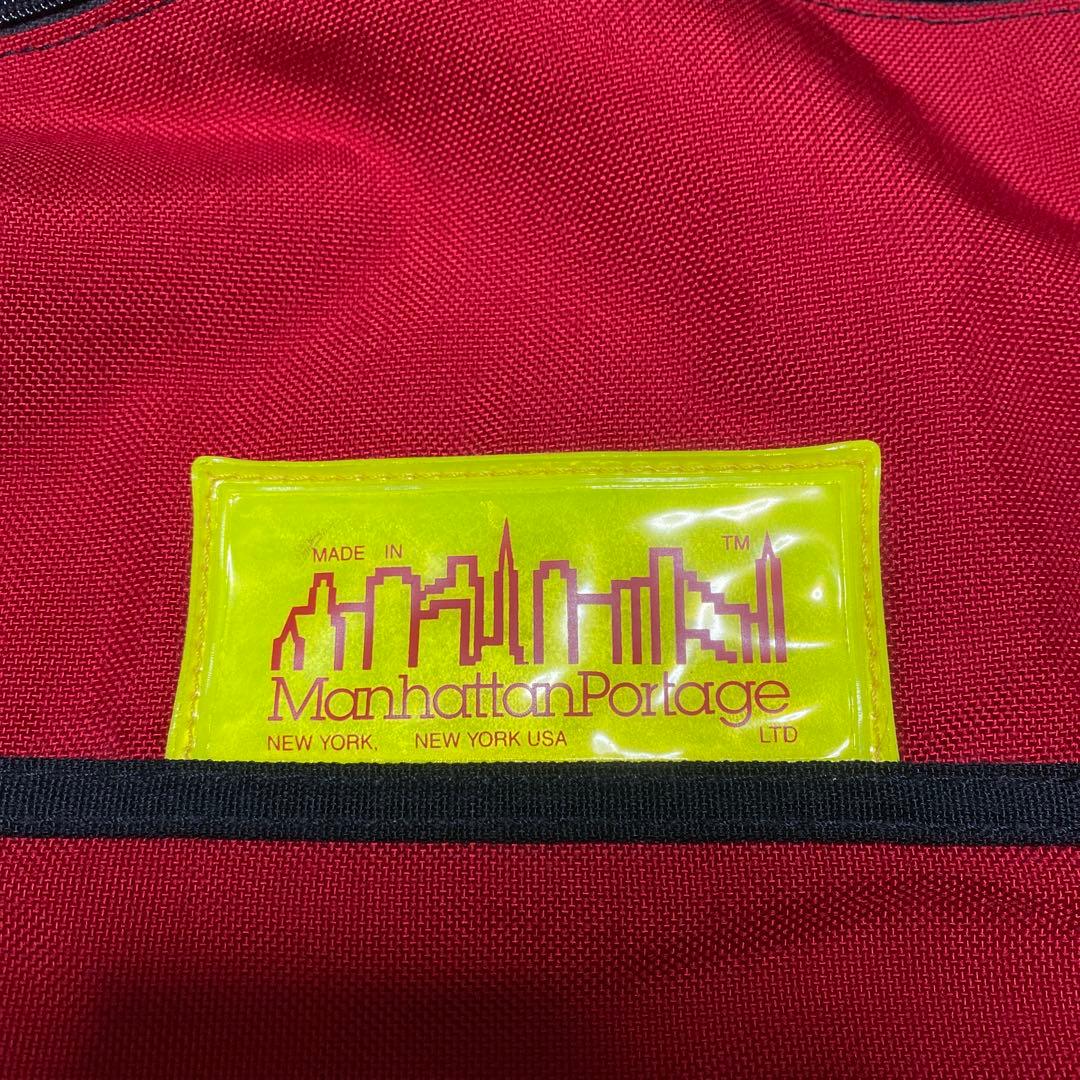 MADE IN
TM
ManhattanPortage
NEW YORK, NEW YORK USA LTD